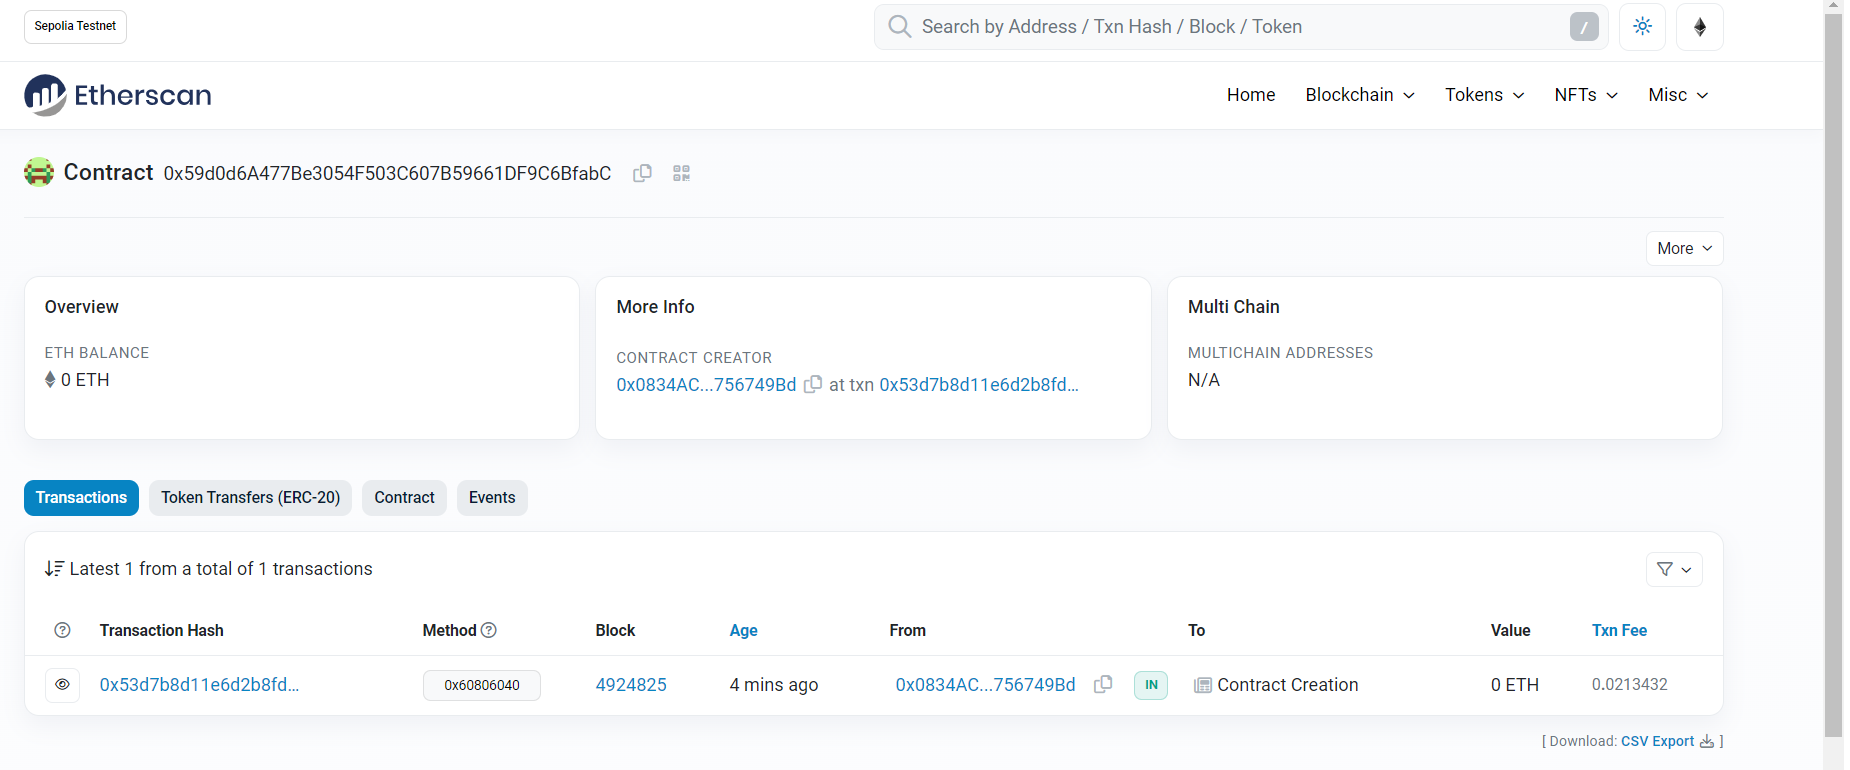 Sepolia Testnet
Search by Address / Txn Hash / Block / Token /
Etherscan
Home Blockchain Tokens NFTs Misc
Contract 0x59d0d6A477Be3054F503C607B59661DF9C6BfabC
More
Overview
ETH BALANCE
0 ETH
More Info
CONTRACT CREATOR
0x0834AC...756749Bd at txn 0x53d7b8d11e6d2b8fd...
Multi Chain
MULTICHAIN ADDRESSES
N/A
Transactions Token Transfers (ERC-20) Contract Events
Latest 1 from a total of 1 transactions
Transaction Hash Method Block Age From To Value Txn Fee
0x53d7b8d11e6d2b8fd... 0x60806040 4924825 4 mins ago 0x0834AC...756749Bd IN Contract Creation 0 ETH 0.0213432
[ Download: CSV Export ]